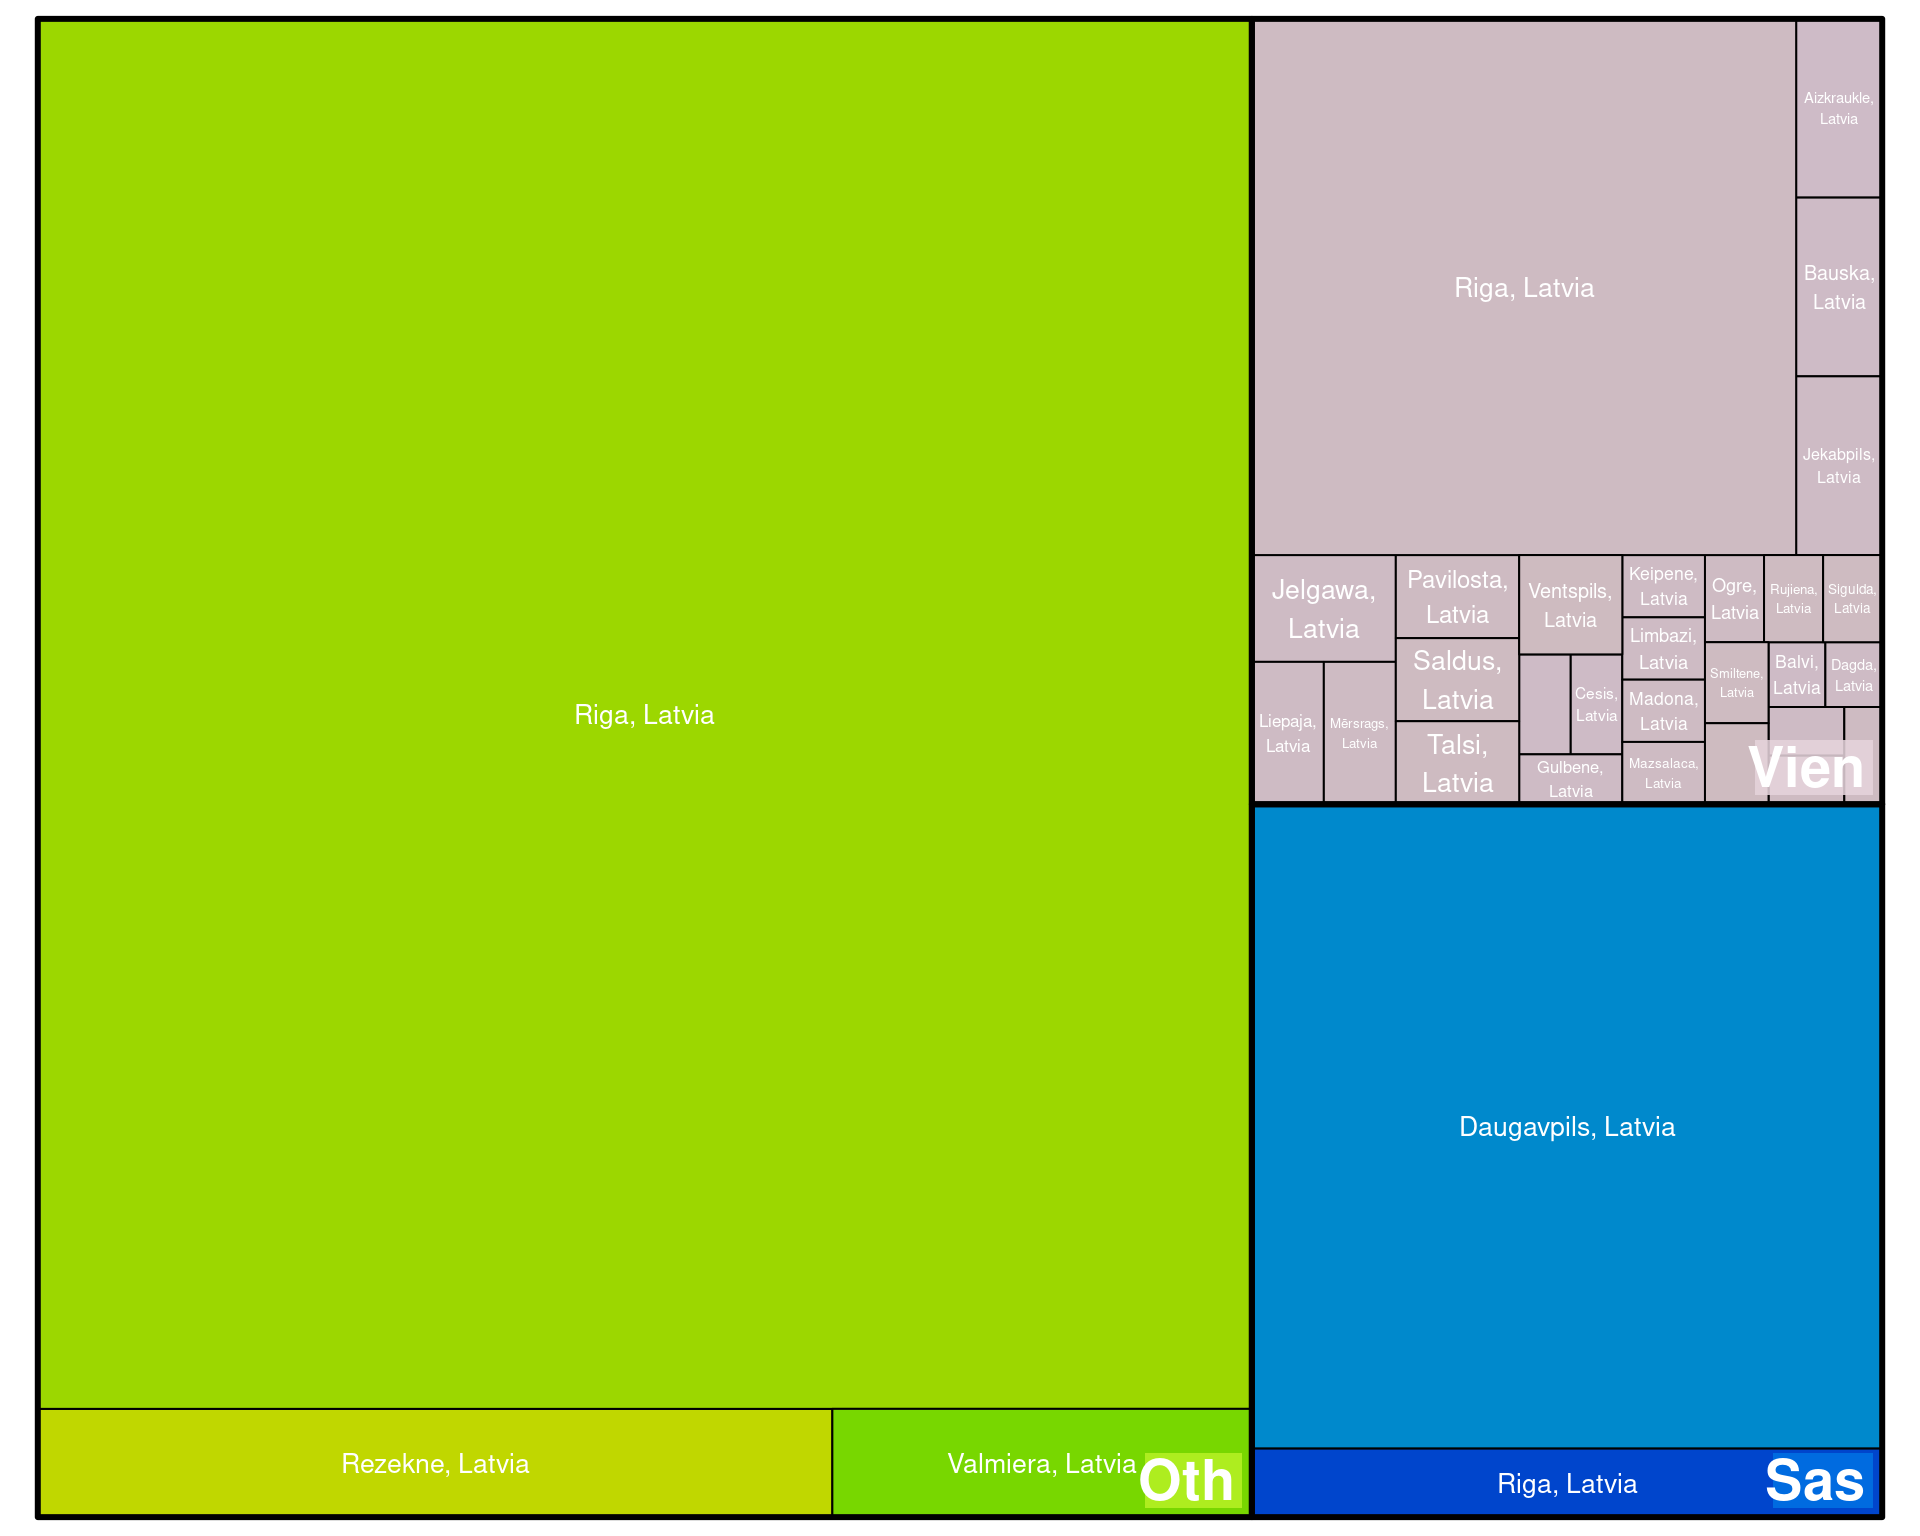 Riga, Latvia
Rezekne, Latvia
Valmiera, Latvia
Oth
Riga, Latvia
Aizkraukle,
Latvia
Bauska,
Latvia
Jekabpils,
Latvia
Jelgawa,
Latvia
Liepaja,
Latvia
Mērsrags,
Latvia
Pavilosta,
Latvia
Saldus,
Latvia
Talsi,
Latvia
Ventspils,
Latvia
Cesis,
Latvia
Gulbene,
Latvia
Keipene,
Latvia
Limbazi,
Latvia
Madona,
Latvia
Mazsalaca,
Latvia
Ogre,
Latvia
Rujiena,
Latvia
Sigulda,
Latvia
Smiltene,
Latvia
Balvi,
Latvia
Dagda,
Latvia
Vien
Daugavpils, Latvia
Riga, Latvia
Sas